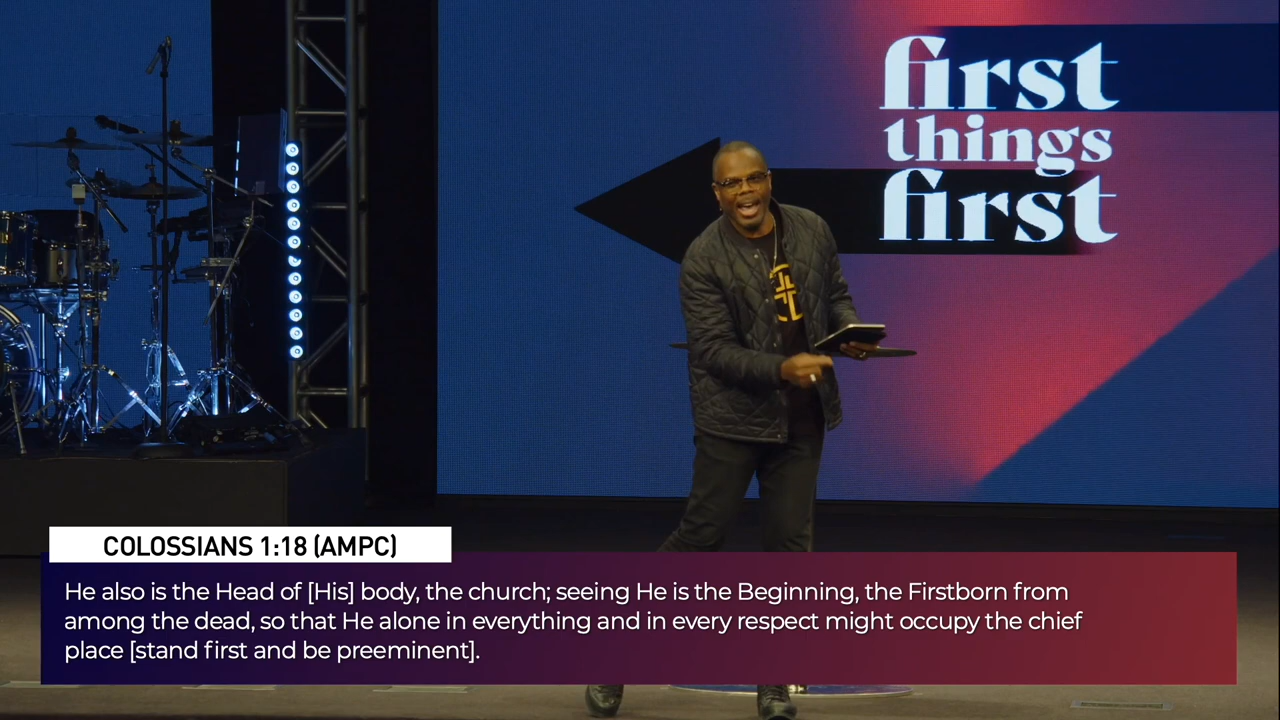 first
things
first
COLOSSIANS 1:18 (AMPC)
He also is the Head of [His] body, the church; seeing He is the Beginning, the Firstborn from
among the dead, so that He alone in everything and in every respect might occupy the chief
place [stand first and be preeminent].